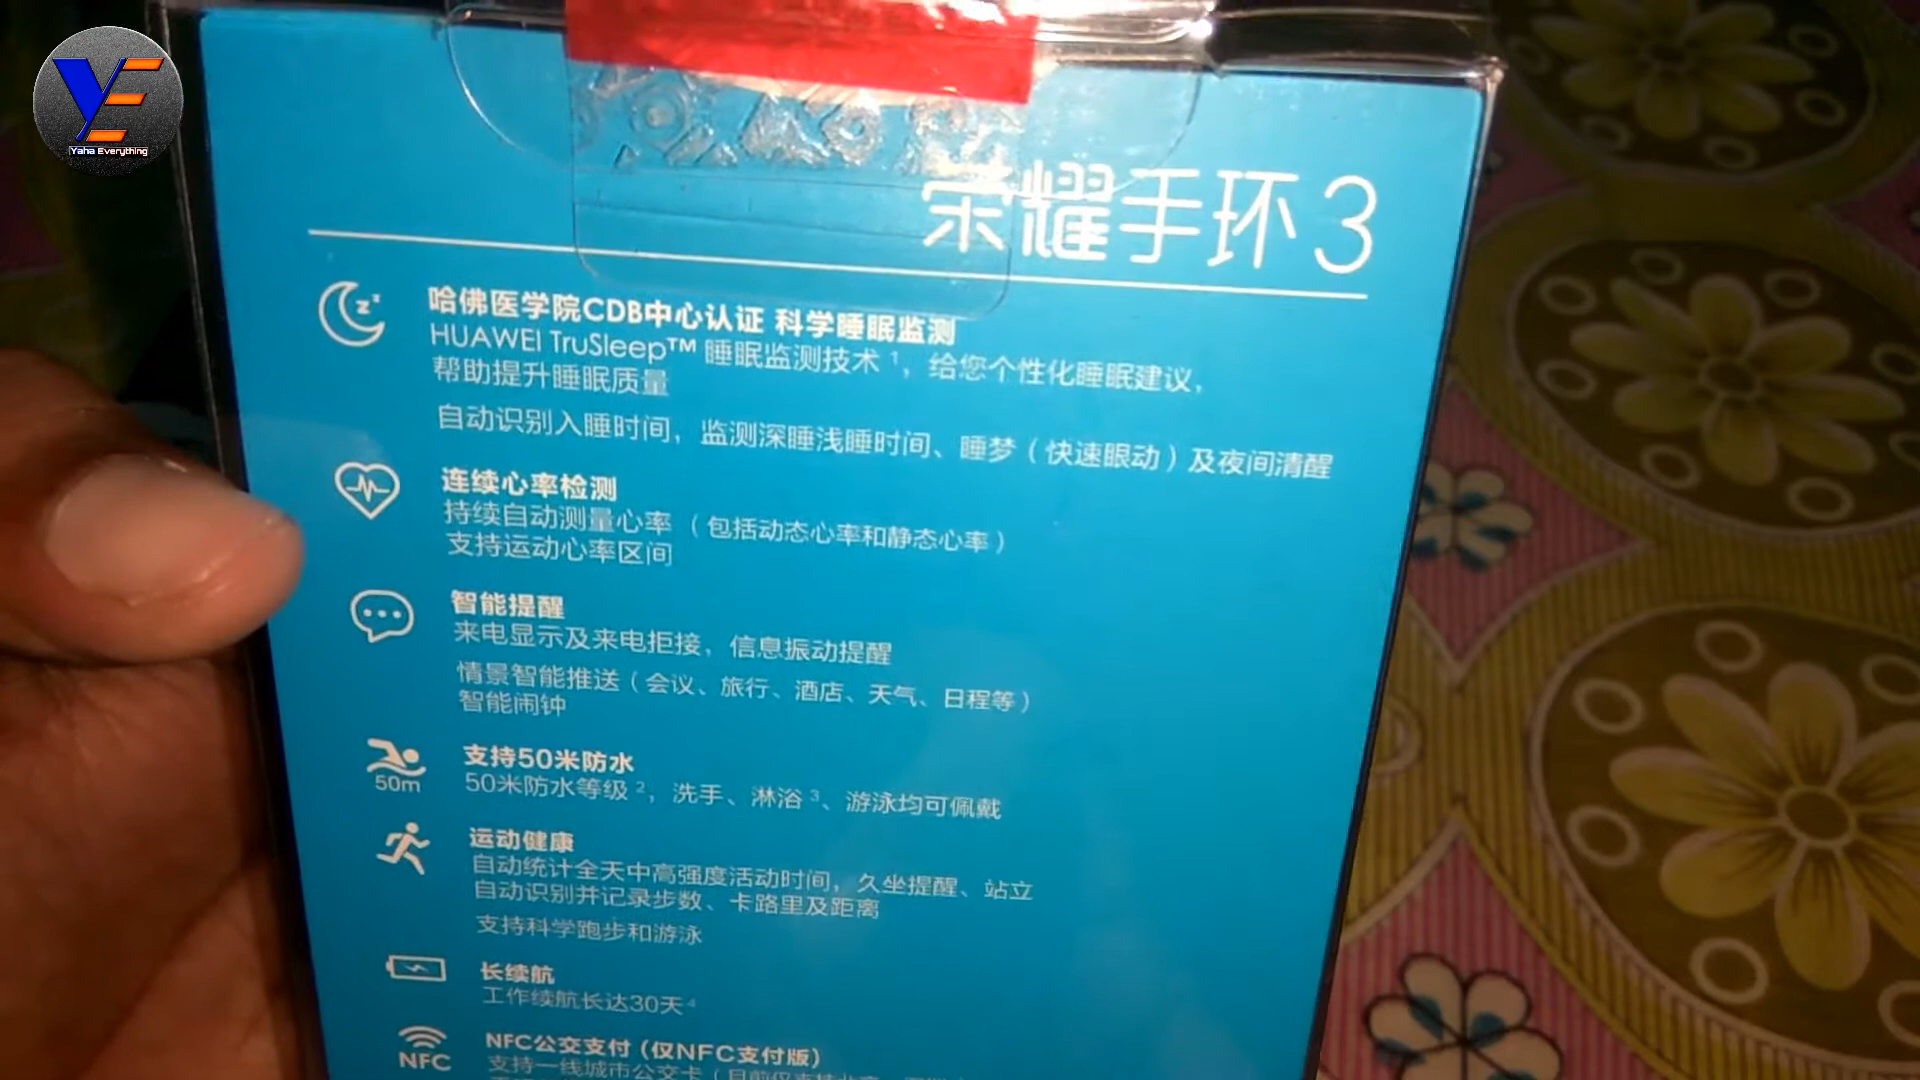 Yaha Everything
荣耀手环3
哈佛医学院CDB中心认证 科学睡眠监测
HUAWEI TruSleep™ 睡眠监测技术 1，给您个性化睡眠建议，
帮助提升睡眠质量
自动识别入睡时间，监测深睡浅睡时间、睡梦（快速眼动）及夜间清醒
连续心率检测
持续自动测量心率（包括动态心率和静态心率）
支持运动心率区间
智能提醒
来电显示及来电拒接，信息振动提醒
情景智能推送（会议、旅行、酒店、天气、日程等）
智能闹钟
50m
支持50米防水
50米防水等级 2，洗手、淋浴 3、游泳均可佩戴
运动健康
自动统计全天中高强度活动时间，久坐提醒、站立
自动识别并记录步数、卡路里及距离
支持科学跑步和游泳
长续航
工作续航长达30天 4
NFC
NFC公交支付（仅NFC支付版）
支持一线城市公交卡（目前仅支持北京